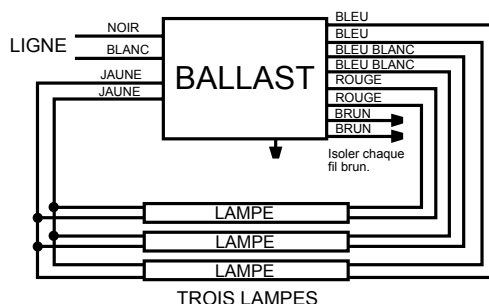 LIGNE
NOIR
BLANC
JAUNE
JAUNE
BALLAST
BLEU
BLEU
BLEU BLANC
BLEU BLANC
ROUGE
ROUGE
BRUN
BRUN
Isoler chaque
fil brun.
LAMPE
LAMPE
LAMPE
TROIS LAMPES